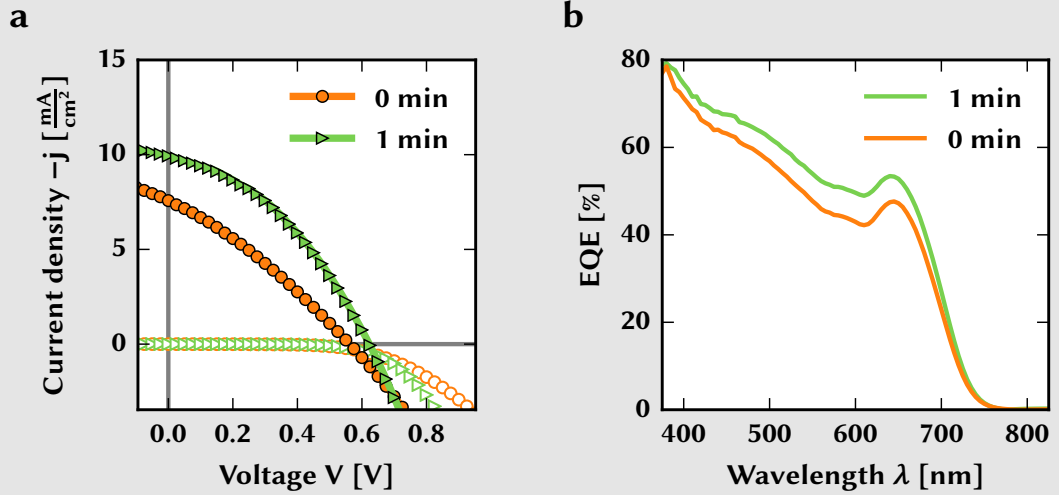 a
15
10
5
0
0.0 0.2 0.4 0.6 0.8
Current density −j [mA/cm²]
Voltage V [V]
0 min
1 min
b
80
60
40
20
0
400 500 600 700 800
EQE [%]
Wavelength λ [nm]
1 min
0 min